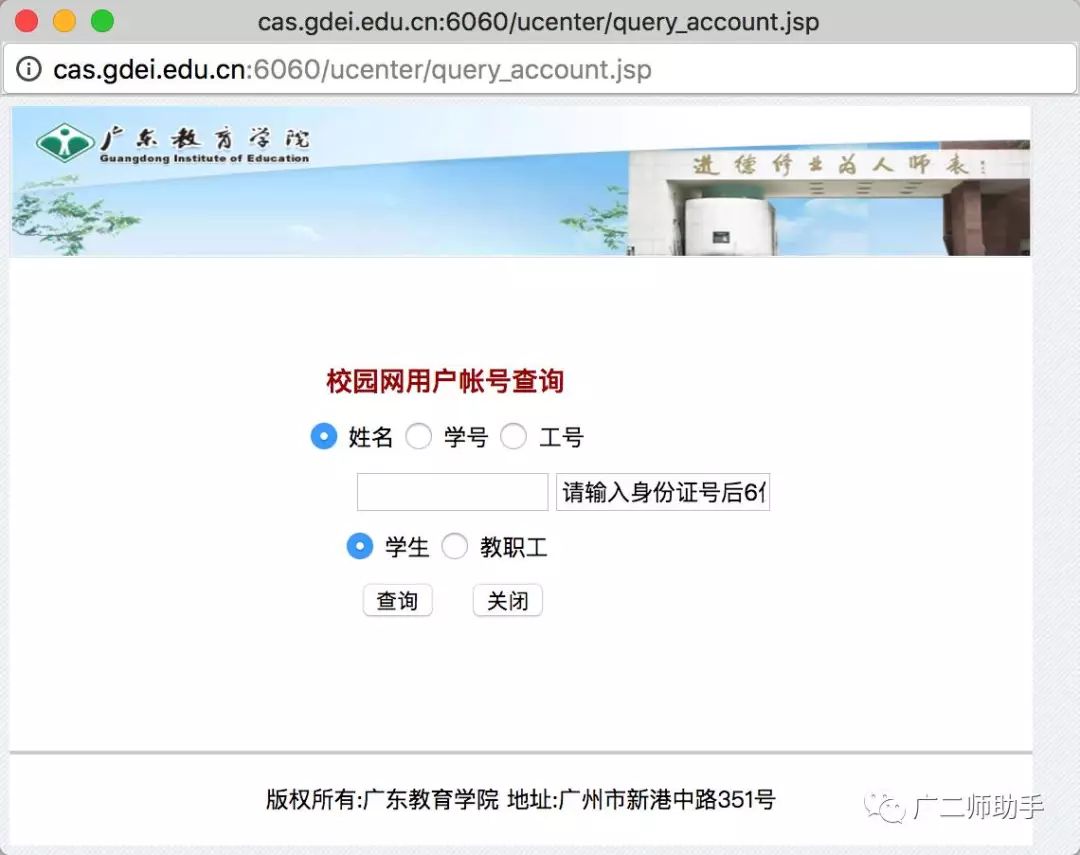 cas.gdei.edu.cn:6060/ucenter/query_account.jsp
cas.gdei.edu.cn:6060/ucenter/query_account.jsp
广东教育学院
Guangdong Institute of Education
进德修业为人师表
校园网用户帐号查询
姓名 学号 工号
请输入身份证号后6
学生 教职工
查询 关闭
版权所有:广东教育学院 地址:广州市新港中路351号
广二师助手